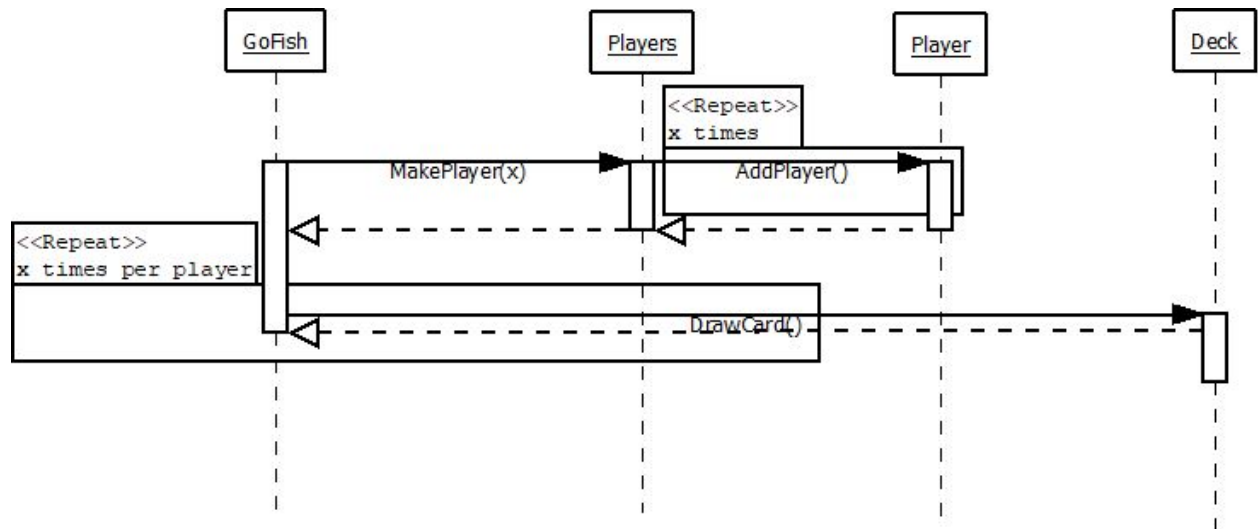 GoFish
Players
Player
Deck
<<Repeat>>
x times
MakePlayer(x)
AddPlayer()
<<Repeat>>
x times per player
DrawCard()